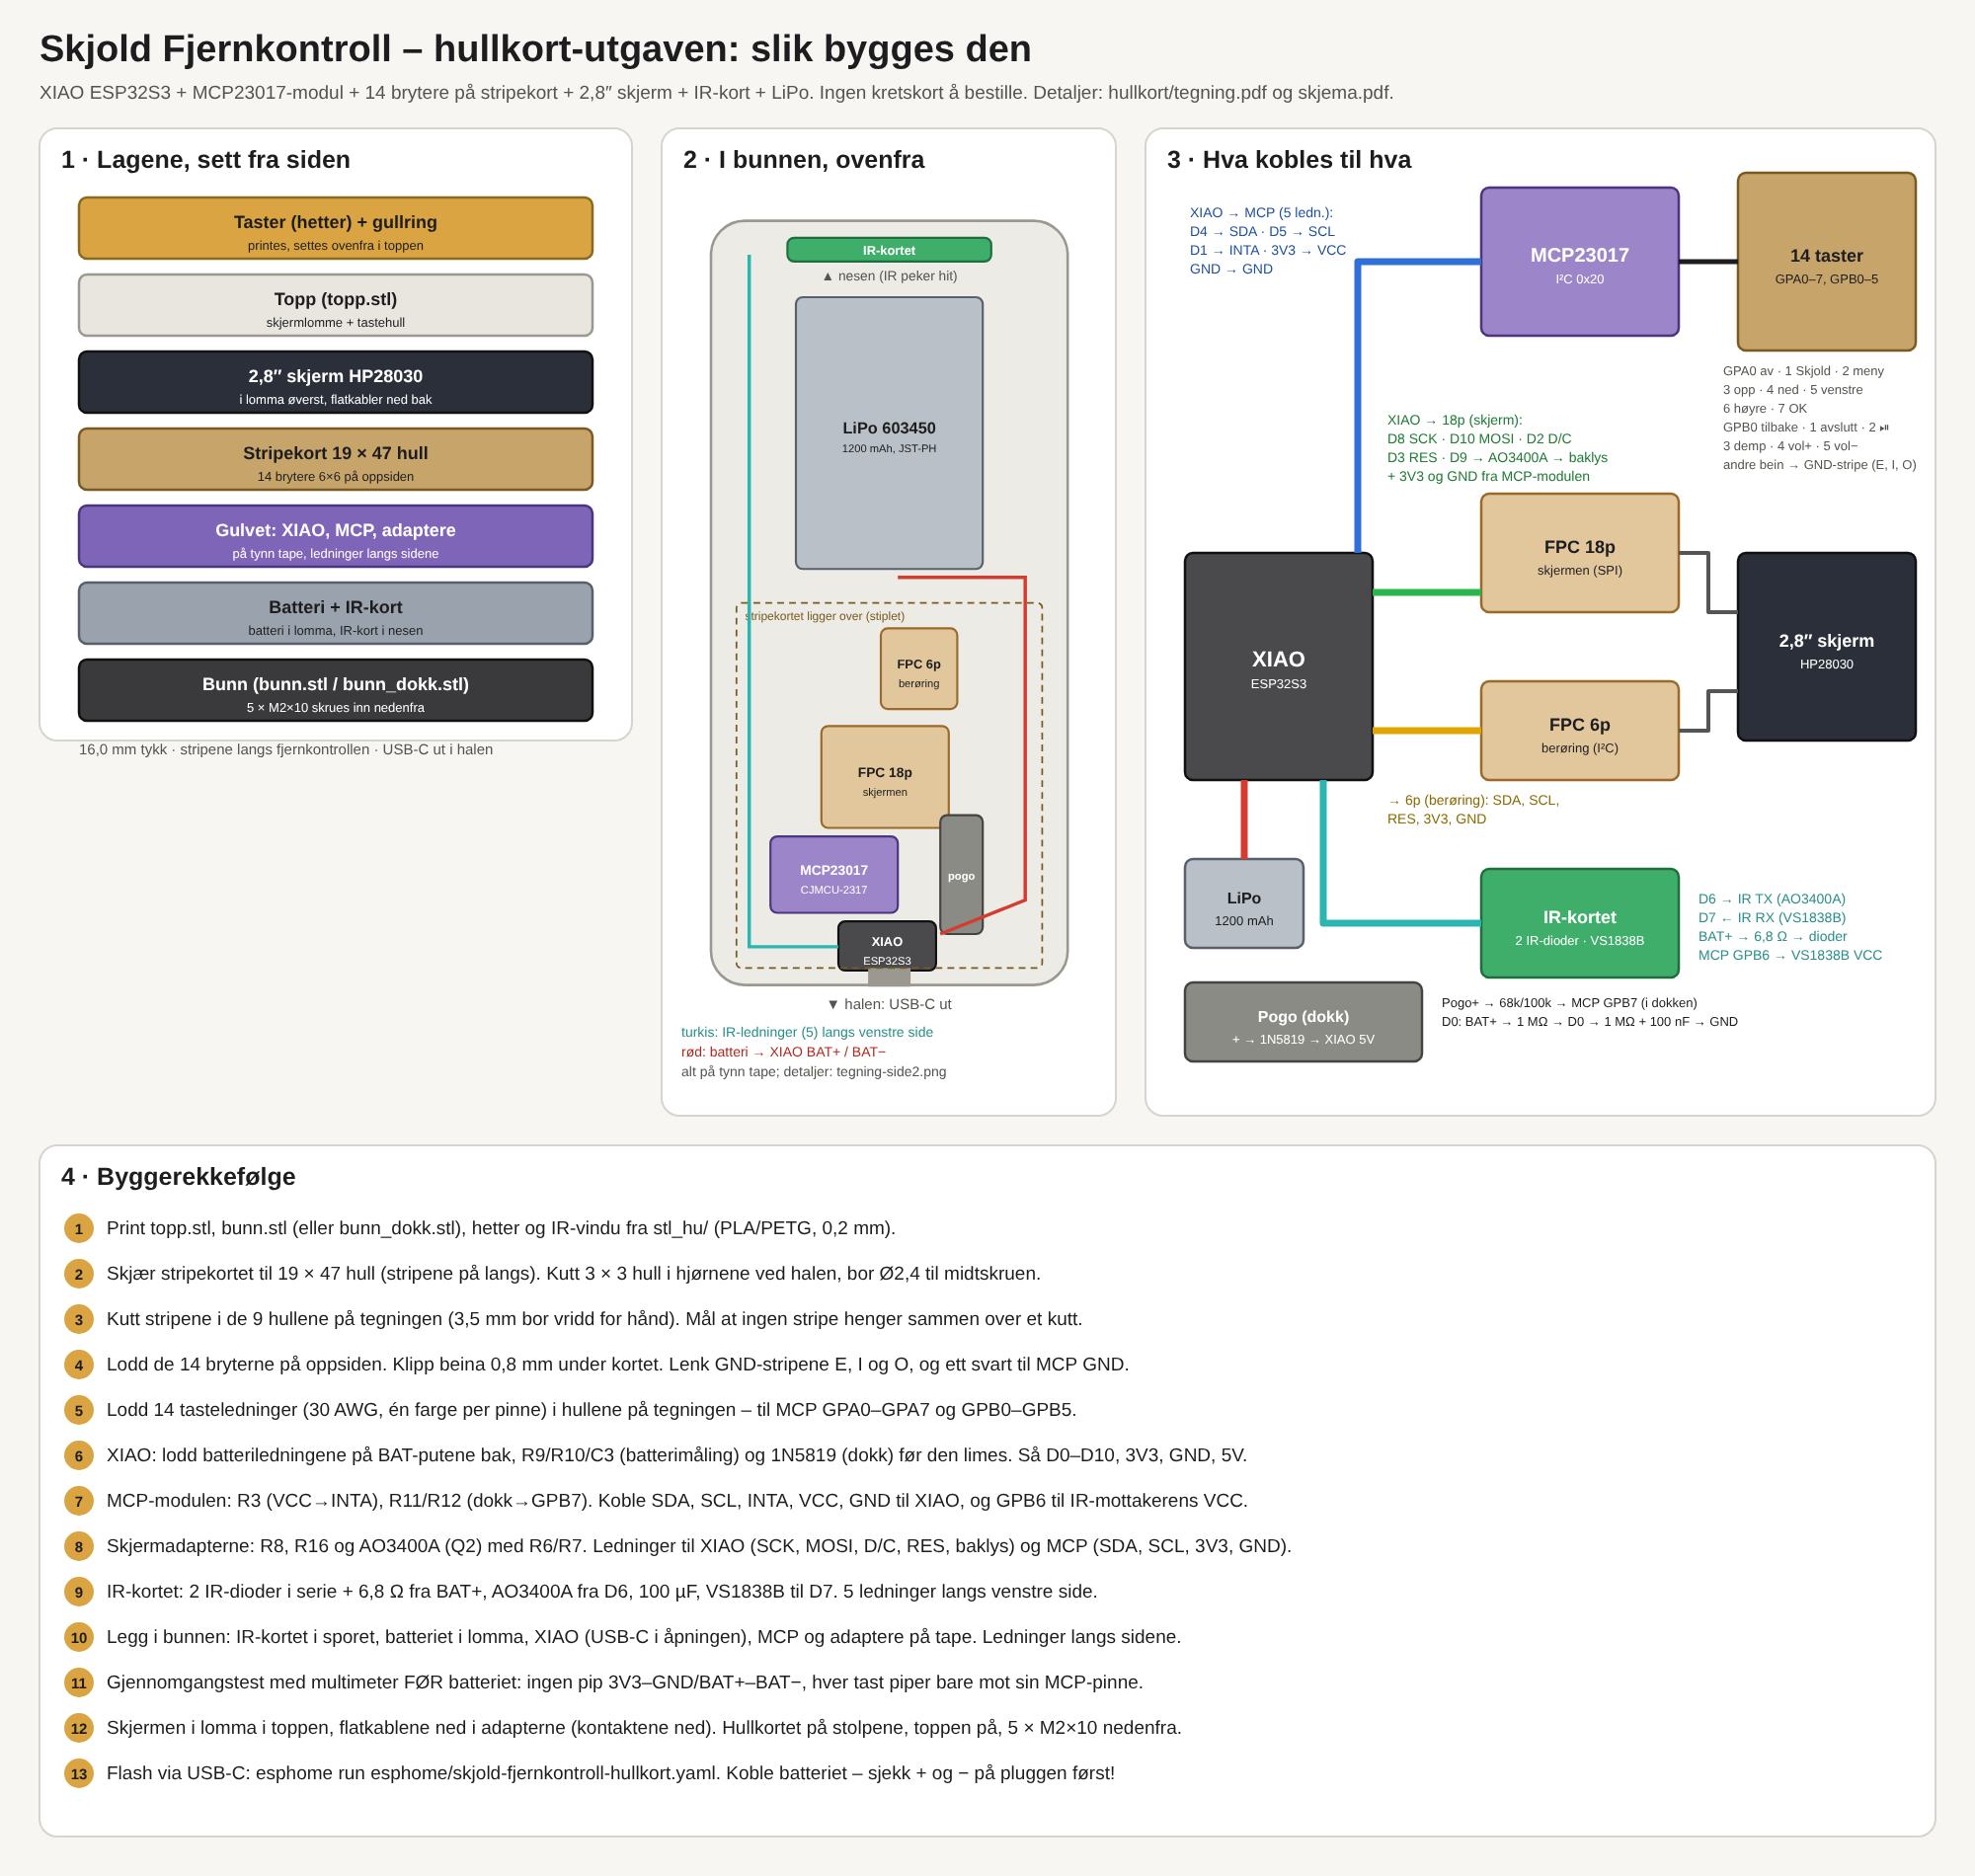 Skjold Fjernkontroll – hullkort-utgaven: slik bygges den
XIAO ESP32S3 + MCP23017-modul + 14 brytere på stripekort + 2,8″ skjerm + IR-kort + LiPo. Ingen kretskort å bestille. Detaljer: hullkort/tegning.pdf og skjema.pdf.
1 · Lagene, sett fra siden
Taster (hetter) + gullring
printes, settes ovenfra i toppen
Topp (topp.stl)
skjermlomme + tastehull
2,8″ skjerm HP28030
i lomma øverst, flatkabler ned bak
Stripekort 19 × 47 hull
14 brytere 6×6 på oppsiden
Gulvet: XIAO, MCP, adaptere
på tynn tape, ledninger langs sidene
Batteri + IR-kort
batteri i lomma, IR-kort i nesen
Bunn (bunn.stl / bunn_dokk.stl)
5 × M2×10 skrues inn nedenfra
16,0 mm tykk · stripene langs fjernkontrollen · USB-C ut i halen
2 · I bunnen, ovenfra
IR-kortet
▲ nesen (IR peker hit)
LiPo 603450
1200 mAh, JST-PH
stripekortet ligger over (stiplet)
FPC 6p
berøring
FPC 18p
skjermen
pogo
MCP23017
CJMCU-2317
XIAO
ESP32S3
▼ halen: USB-C ut
turkis: IR-ledninger (5) langs venstre side
rød: batteri → XIAO BAT+ / BAT−
alt på tynn tape; detaljer: tegning-side2.png
3 · Hva kobles til hva
XIAO → MCP (5 ledn.):
D4 → SDA · D5 → SCL
D1 → INTA · 3V3 → VCC
GND → GND
MCP23017
I²C 0x20
14 taster
GPA0–7, GPB0–5
GPA0 av · 1 Skjold · 2 meny
3 opp · 4 ned · 5 venstre
6 høyre · 7 OK
GPB0 tilbake · 1 avslutt · 2 ⏯
3 demp · 4 vol+ · 5 vol−
andre bein → GND-stripe (E, I, O)
XIAO → 18p (skjerm):
D8 SCK · D10 MOSI · D2 D/C
D3 RES · D9 → AO3400A → baklys
+ 3V3 og GND fra MCP-modulen
FPC 18p
skjermen (SPI)
XIAO
ESP32S3
2,8″ skjerm
HP28030
FPC 6p
berøring (I²C)
→ 6p (berøring): SDA, SCL,
RES, 3V3, GND
LiPo
1200 mAh
IR-kortet
2 IR-dioder · VS1838B
D6 → IR TX (AO3400A)
D7 ← IR RX (VS1838B)
BAT+ → 6,8 Ω → dioder
MCP GPB6 → VS1838B VCC
Pogo (dokk)
+ → 1N5819 → XIAO 5V
Pogo+ → 68k/100k → MCP GPB7 (i dokken)
D0: BAT+ → 1 MΩ → D0 → 1 MΩ + 100 nF → GND
4 · Byggerekkefølge
1 Print topp.stl, bunn.stl (eller bunn_dokk.stl), hetter og IR-vindu fra stl_hu/ (PLA/PETG, 0,2 mm).
2 Skjær stripekortet til 19 × 47 hull (stripene på langs). Kutt 3 × 3 hull i hjørnene ved halen, bor Ø2,4 til midtskruen.
3 Kutt stripene i de 9 hullene på tegningen (3,5 mm bor vridd for hånd). Mål at ingen stripe henger sammen over et kutt.
4 Lodd de 14 bryterne på oppsiden. Klipp beina 0,8 mm under kortet. Lenk GND-stripene E, I og O, og ett svart til MCP GND.
5 Lodd 14 tasteledninger (30 AWG, én farge per pinne) i hullene på tegningen – til MCP GPA0–GPA7 og GPB0–GPB5.
6 XIAO: lodd batteriledningene på BAT-putene bak, R9/R10/C3 (batterimåling) og 1N5819 (dokk) før den limes. Så D0–D10, 3V3, GND, 5V.
7 MCP-modulen: R3 (VCC→INTA), R11/R12 (dokk→GPB7). Koble SDA, SCL, INTA, VCC, GND til XIAO, og GPB6 til IR-mottakerens VCC.
8 Skjermadapterne: R8, R16 og AO3400A (Q2) med R6/R7. Ledninger til XIAO (SCK, MOSI, D/C, RES, baklys) og MCP (SDA, SCL, 3V3, GND).
9 IR-kortet: 2 IR-dioder i serie + 6,8 Ω fra BAT+, AO3400A fra D6, 100 µF, VS1838B til D7. 5 ledninger langs venstre side.
10 Legg i bunnen: IR-kortet i sporet, batteriet i lomma, XIAO (USB-C i åpningen), MCP og adaptere på tape. Ledninger langs sidene.
11 Gjennomgangstest med multimeter FØR batteriet: ingen pip 3V3–GND/BAT+–BAT−, hver tast piper bare mot sin MCP-pinne.
12 Skjermen i lomma i toppen, flatkablene ned i adapterne (kontaktene ned). Hullkortet på stolpene, toppen på, 5 × M2×10 nedenfra.
13 Flash via USB-C: esphome run esphome/skjold-fjernkontroll-hullkort.yaml. Koble batteriet – sjekk + og − på pluggen først!